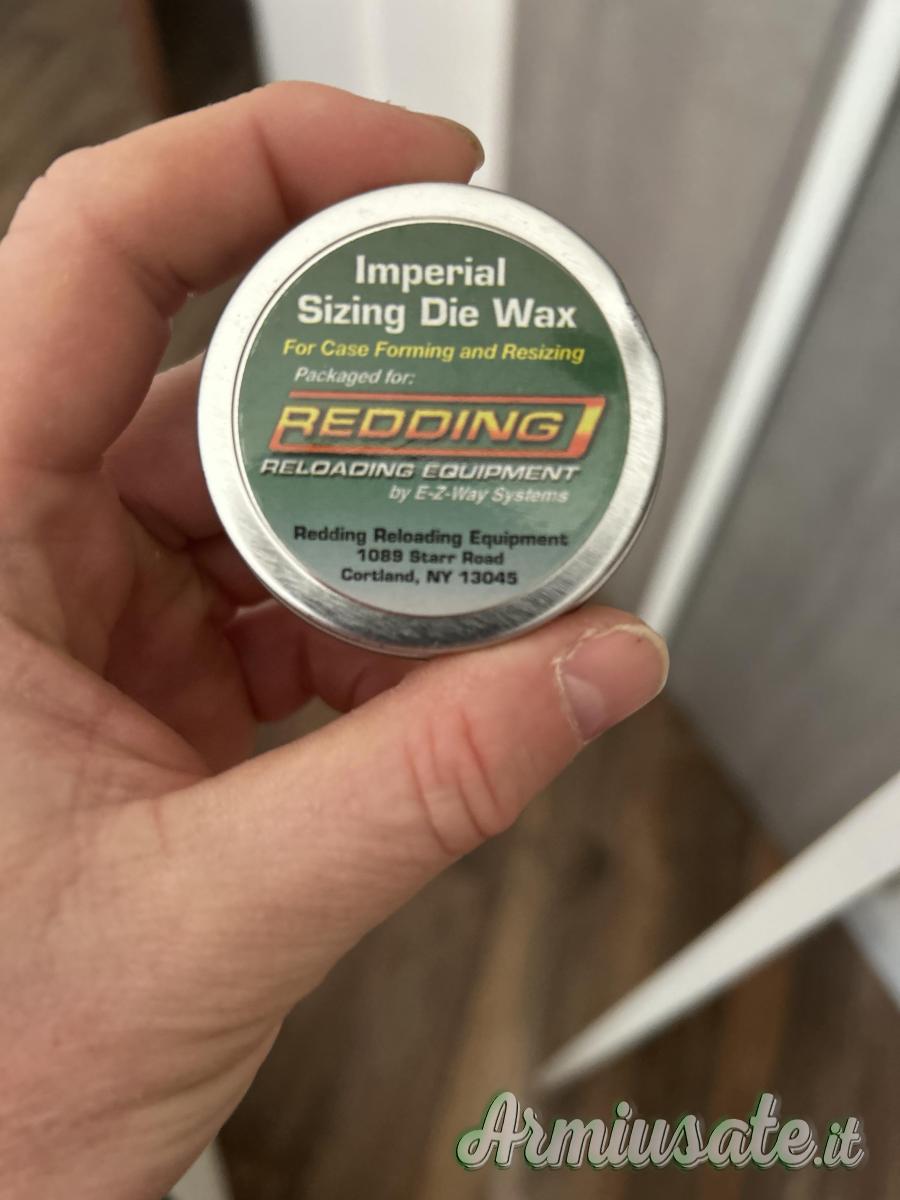 Imperial
Sizing Die Wax
For Case Forming and Resizing
Packaged for:
REDDING
RELOADING EQUIPMENT
by E-Z-Way Systems
Redding Reloading Equipment
1089 Starr Road
Cortland, NY 13045
Armiusate.it